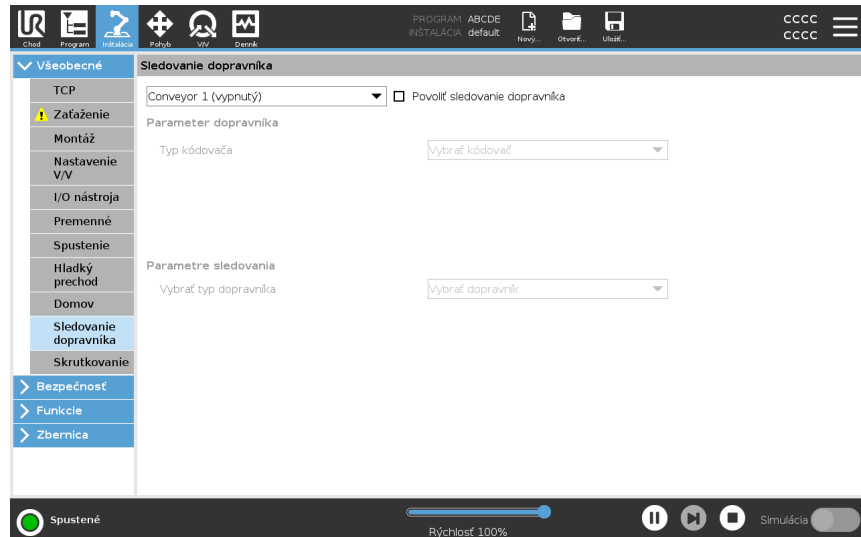 PROGRAM ABCDE
INŠTALÁCIA default
CCCC
CCCC
Chod Program Inštalácia Pohyb V/V Denník Nový... Otvoriť... Uložiť...
Všeobecné
Sledovanie dopravníka
TCP
Zaťaženie
Montáž
Nastavenie
V/V
I/O nástroja
Premenné
Spustenie
Hladký
prechod
Domov
Sledovanie
dopravníka
Skrutkovanie
Bezpečnosť
Funkcie
Zbernica
Conveyor 1 (vypnutý) Povoliť sledovanie dopravníka
Parameter dopravníka
Typ kódovača Vybrať kódovač
Parametre sledovania
Vybrať typ dopravníka Vybrať dopravník
Spustené
Rýchlosť 100%
Simulácia